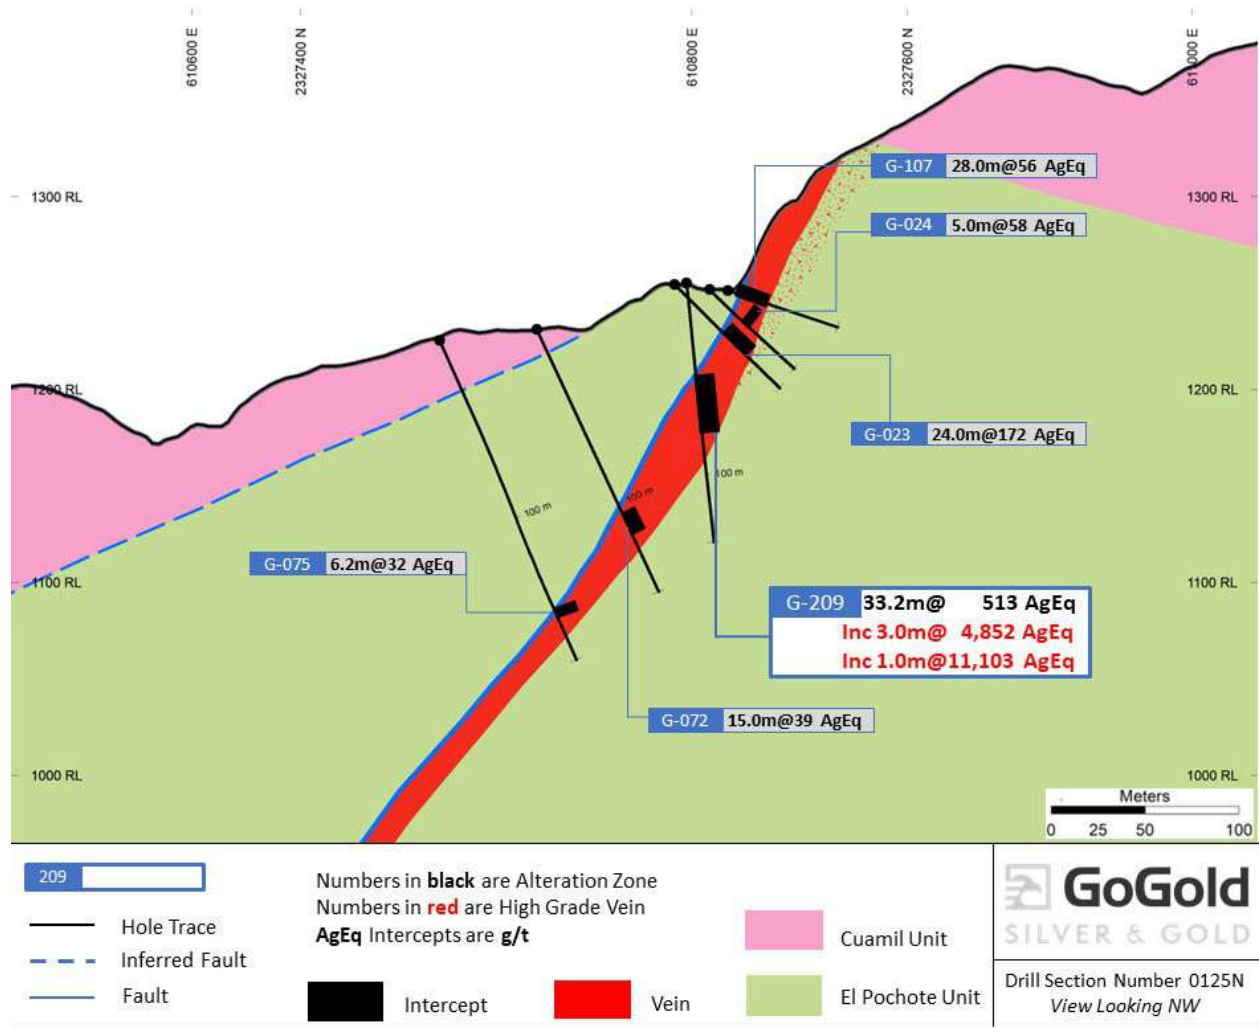 610600 E
2327400 N
610800 E
2327600 N
611000 E
G-107 28.0m@56 AgEq
1300 RL
1300 RL
G-024 5.0m@58 AgEq
1200 RL
1200 RL
G-023 24.0m@172 AgEq
100 m
100 m
100 m
G-075 6.2m@32 AgEq
1100 RL
1100 RL
G-209 33.2m@ 513 AgEq
Inc 3.0m@ 4,852 AgEq
Inc 1.0m@11,103 AgEq
G-072 15.0m@39 AgEq
1000 RL
1000 RL
Meters
0 25 50 100
209
Hole Trace
Inferred Fault
Fault
Numbers in black are Alteration Zone
Numbers in red are High Grade Vein
AgEq Intercepts are g/t
Intercept
Vein
Cuamil Unit
El Pochote Unit
GoGold
SILVER & GOLD
Drill Section Number 0125N
View Looking NW